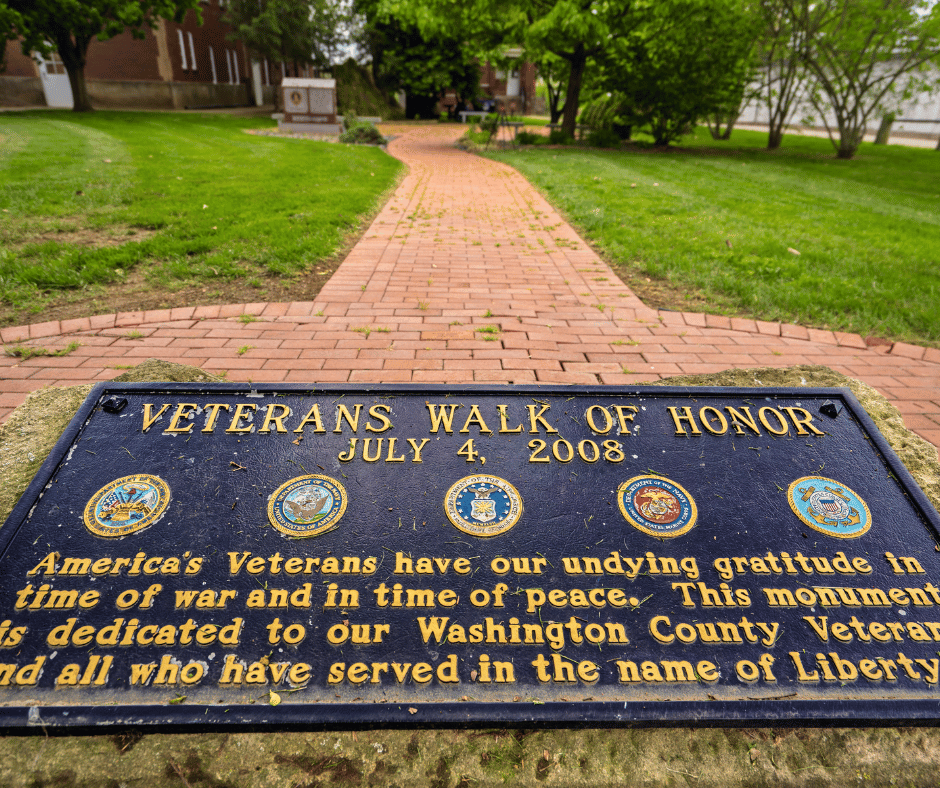 VETERANS WALK OF HONOR
JULY 4, 2008
America's Veterans have our undying gratitude in
time of war and in time of peace. This monument
is dedicated to our Washington County Veteran
nd all who have served in the name of Liberty